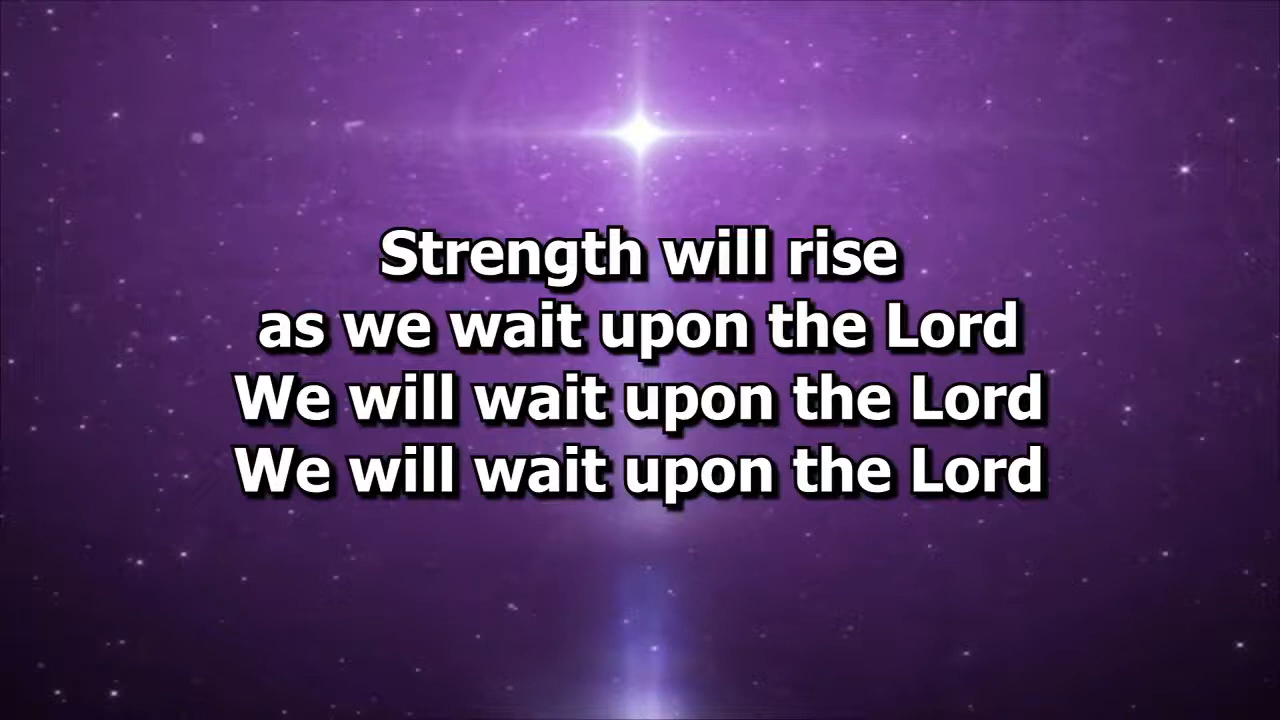 Strength will rise
as we wait upon the Lord
We will wait upon the Lord
We will wait upon the Lord